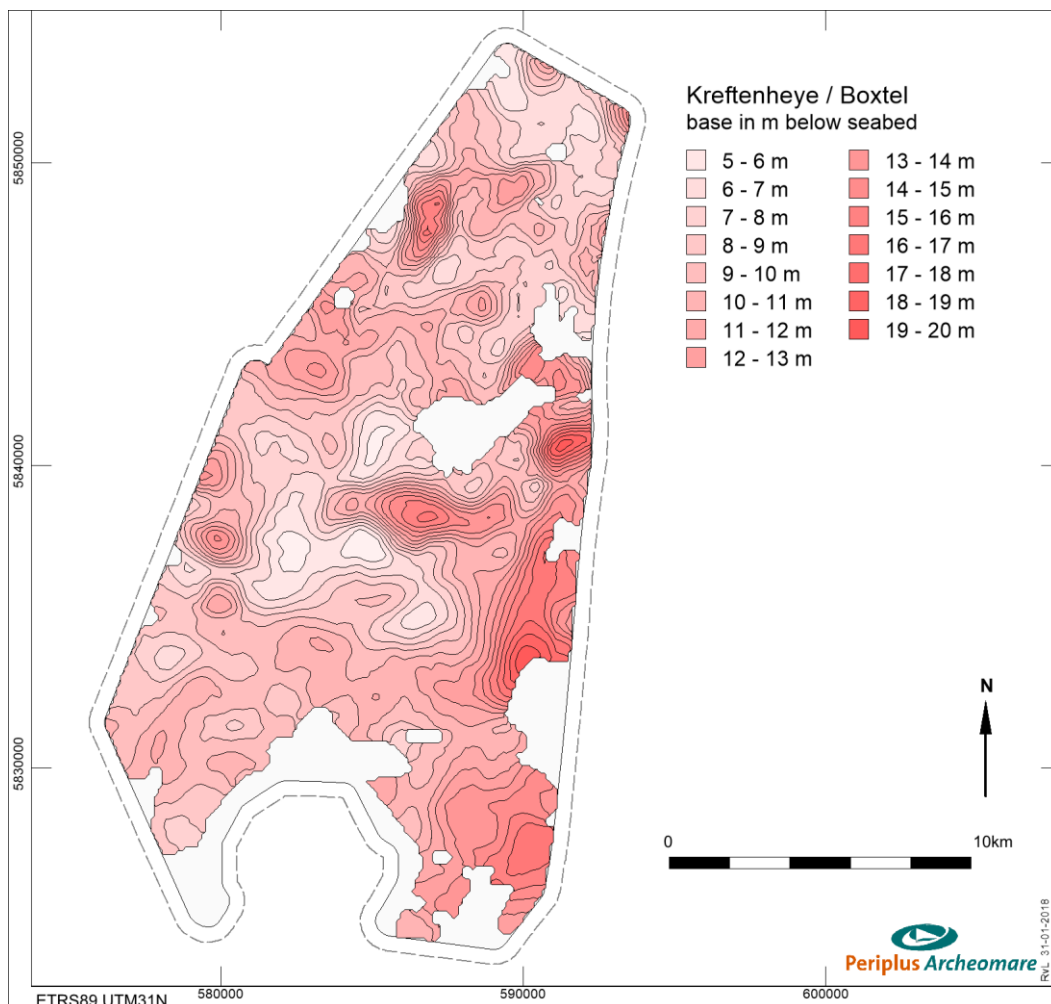 Kreftenheye / Boxtel
base in m below seabed
5 - 6 m
6 - 7 m
7 - 8 m
8 - 9 m
9 - 10 m
10 - 11 m
11 - 12 m
12 - 13 m
13 - 14 m
14 - 15 m
15 - 16 m
16 - 17 m
17 - 18 m
18 - 19 m
19 - 20 m
5850000
5840000
5830000
N
0
10km
Periplus Archeomare
RvL 31-01-2018
ETRS89 UTM31N
580000
590000
600000